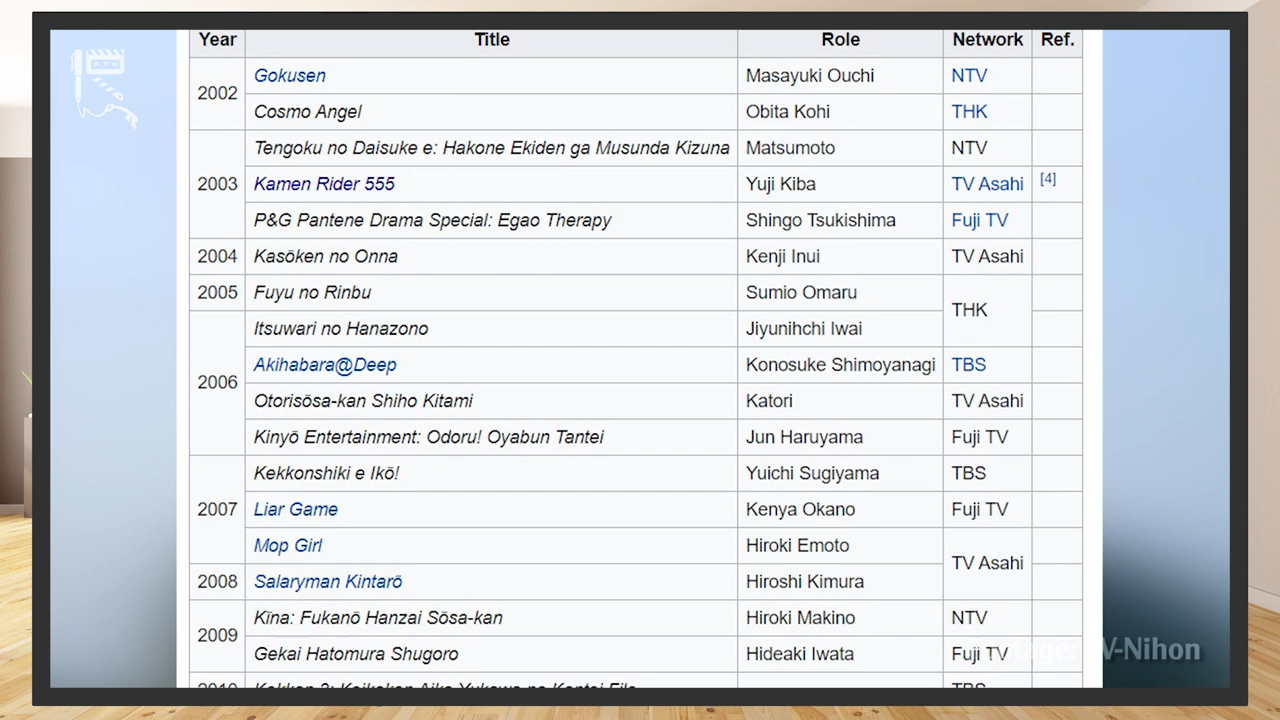 Year Title Role Network Ref.
2002 Gokusen Masayuki Ouchi NTV
Cosmo Angel Obita Kohi THK
2003 Tengoku no Daisuke e: Hakone Ekiden ga Musunda Kizuna Matsumoto NTV
Kamen Rider 555 Yuji Kiba TV Asahi [4]
P&G Pantene Drama Special: Egao Therapy Shingo Tsukishima Fuji TV
2004 Kasōken no Onna Kenji Inui TV Asahi
2005 Fuyu no Rinbu Sumio Omaru THK
2006 Itsuwari no Hanazono Jiyunihchi Iwai
Akihabara@Deep Konosuke Shimoyanagi TBS
Otorisōsa-kan Shiho Kitami Katori TV Asahi
Kinyō Entertainment: Odoru! Oyabun Tantei Jun Haruyama Fuji TV
2007 Kekkonshiki e Ikō! Yuichi Sugiyama TBS
Liar Game Kenya Okano Fuji TV
Mop Girl Hiroki Emoto TV Asahi
2008 Salaryman Kintarō Hiroshi Kimura
2009 Kīna: Fukanō Hanzai Sōsa-kan Hiroki Makino NTV
Gekai Hatomura Shugoro Hideaki Iwata Fuji TV
V-Nihon